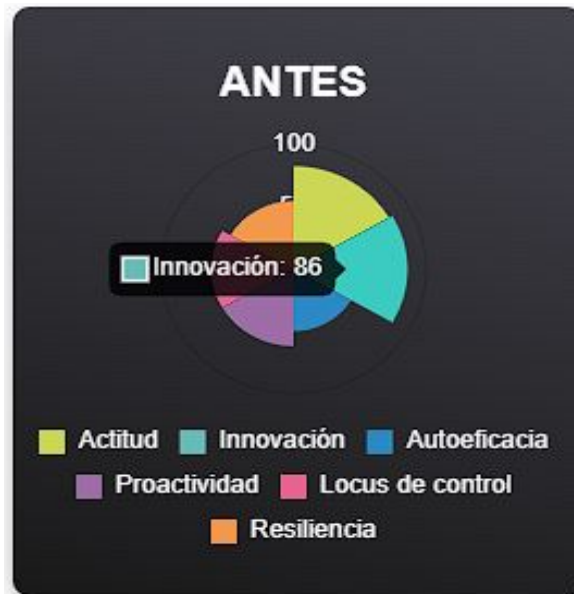 ANTES
100
Innovación: 86
Actitud Innovación Autoeficacia
Proactividad Locus de control
Resiliencia